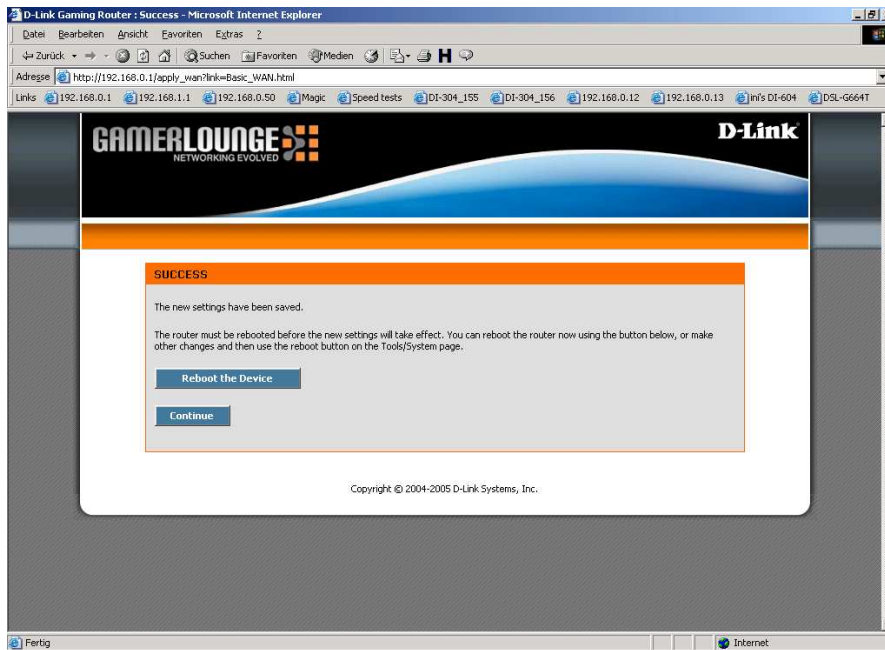 D-Link Gaming Router : Success - Microsoft Internet Explorer
Datei Bearbeiten Ansicht Favoriten Extras ?
Zurück Suchen Favoriten Medien H
Adresse http://192.168.0.1/apply_wan?link=Basic_WAN.html
Links 192.168.0.1 192.168.1.1 192.168.0.50 Magic Speed tests DI-304_155 DI-304_156 192.168.0.12 192.168.0.13 ini's DI-604 DSL-G664T
GAMERLOUNGE
NETWORKING EVOLVED
D-Link
SUCCESS
The new settings have been saved.
The router must be rebooted before the new settings will take effect. You can reboot the router now using the button below, or make
other changes and then use the reboot button on the Tools/System page.
Reboot the Device
Continue
Copyright © 2004-2005 D-Link Systems, Inc.
Fertig Internet